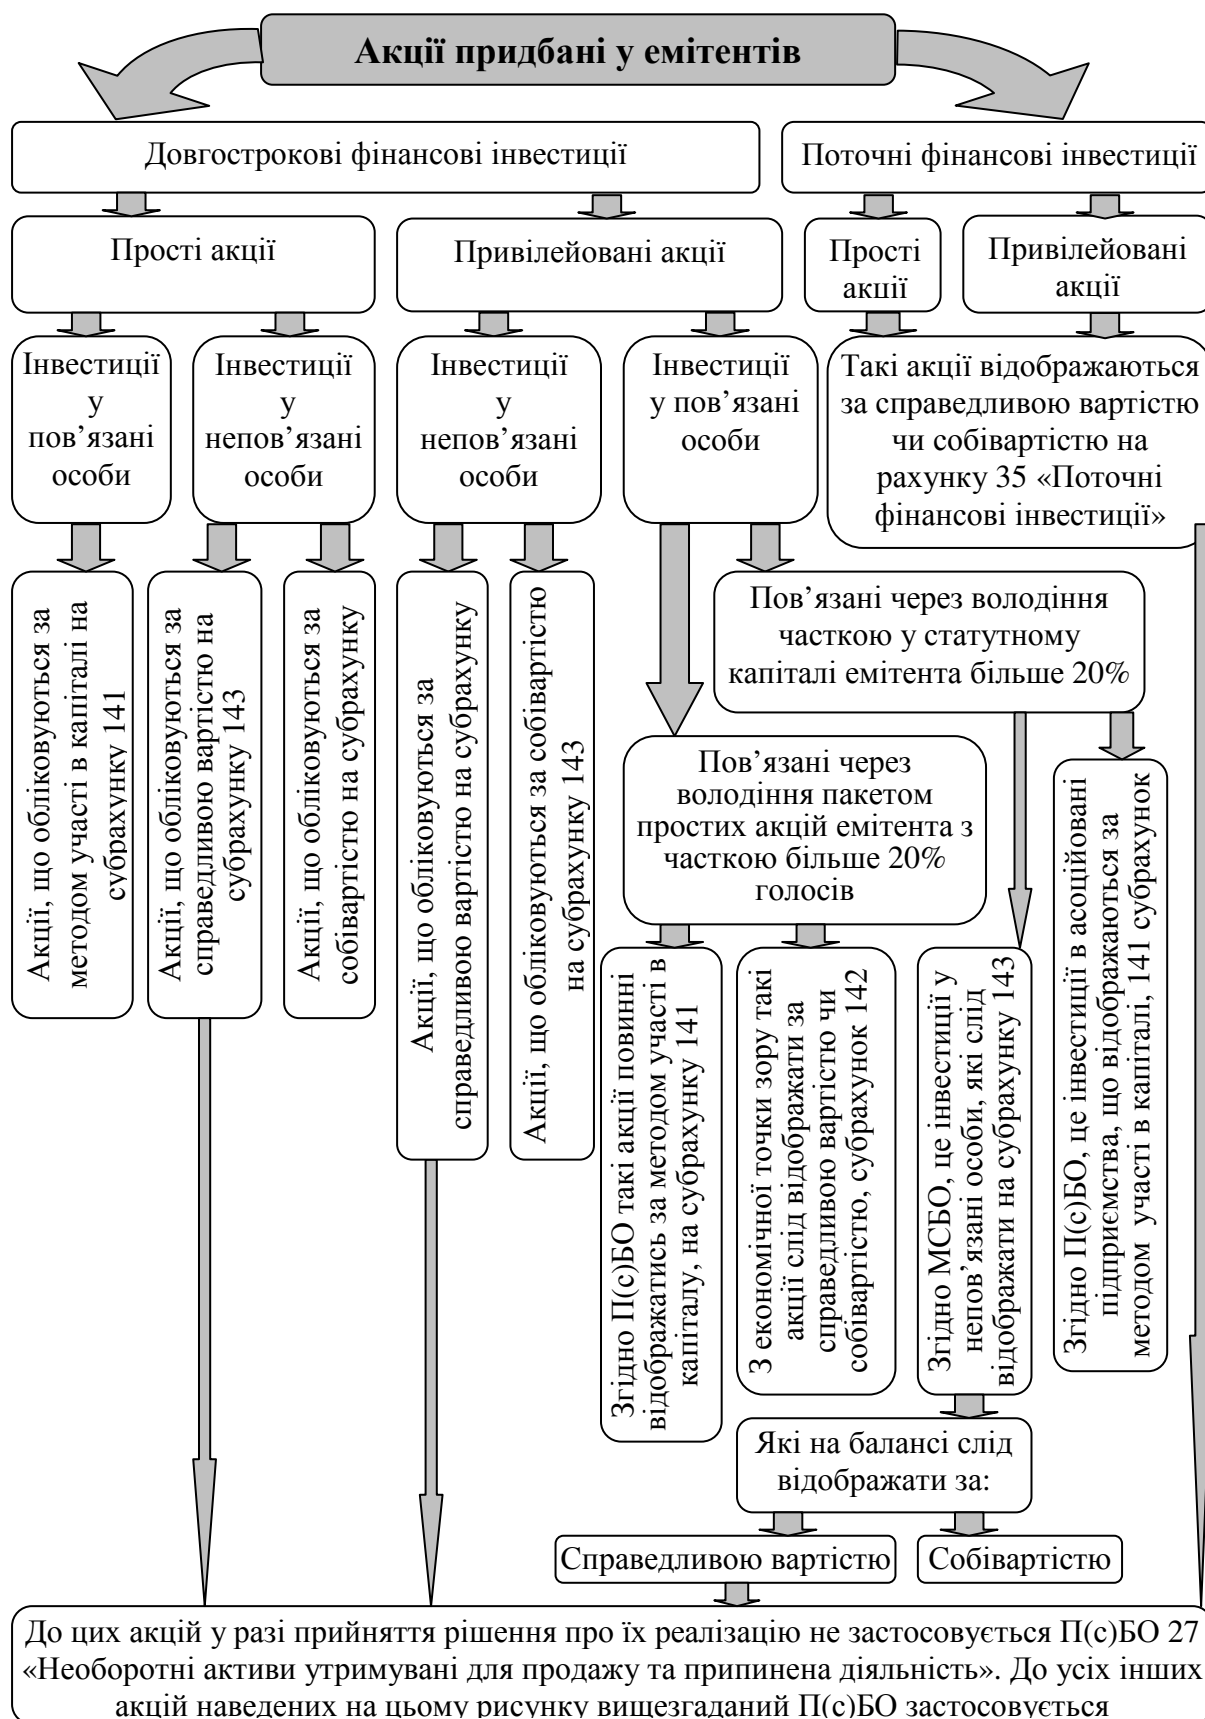 Акції придбані у емітентів
Довгострокові фінансові інвестиції
Поточні фінансові інвестиції
Прості акції
Привілейовані акції
Прості
акції
Привілейовані
акції
Інвестиції
у
пов’язані
особи
Інвестиції
у
непов’язані
особи
Інвестиції
у
непов’язані
особи
Інвестиції
у пов’язані
особи
Такі акції відображаються
за справедливою вартістю
чи собівартістю на
рахунку 35 «Поточні
фінансові інвестиції»
Акції, що обліковуються за
методом участі в капіталі на
субрахунку 141
Акції, що обліковуються за
справедливою вартістю на
субрахунку 143
Акції, що обліковуються за
собівартістю на субрахунку
Акції, що обліковуються за
справедливою вартістю на субрахунку
Акції, що обліковуються за собівартістю
на субрахунку 143
Пов’язані через володіння
часткою у статутному
капіталі емітента більше 20%
Пов’язані через
володіння пакетом
простих акцій емітента з
часткою більше 20%
голосів
Згідно П(с)БО такі акції повинні
відображатись за методом участі в
капіталу, на субрахунку 141
З економічної точки зору такі
акції слід відображати за
справедливою вартістю чи
собівартістю, субрахунок 142
Згідно МСБО, це інвестиції у
непов’язані особи, які слід
відображати на субрахунку 143
Згідно П(с)БО, це інвестиції в асоційовані
підприємства, що відображаються за
методом участі в капіталі, 141 субрахунок
Які на балансі слід
відображати за:
Справедливою вартістю
Собівартістю
До цих акцій у разі прийняття рішення про їх реалізацію не застосовується П(с)БО 27
«Необоротні активи утримувані для продажу та припинена діяльність». До усіх інших
акцій наведених на цьому рисунку вищезгаданий П(с)БО застосовується